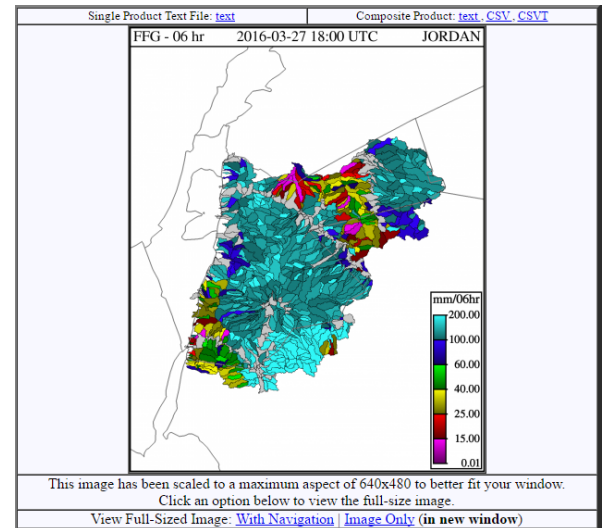 Single Product Text File: text
Composite Product: text , CSV , CSVT
FFG - 06 hr 2016-03-27 18:00 UTC JORDAN
mm/06hr
200.00
100.00
60.00
40.00
25.00
15.00
0.01
This image has been scaled to a maximum aspect of 640x480 to better fit your window.
Click an option below to view the full-size image.
View Full-Sized Image: With Navigation | Image Only (in new window)